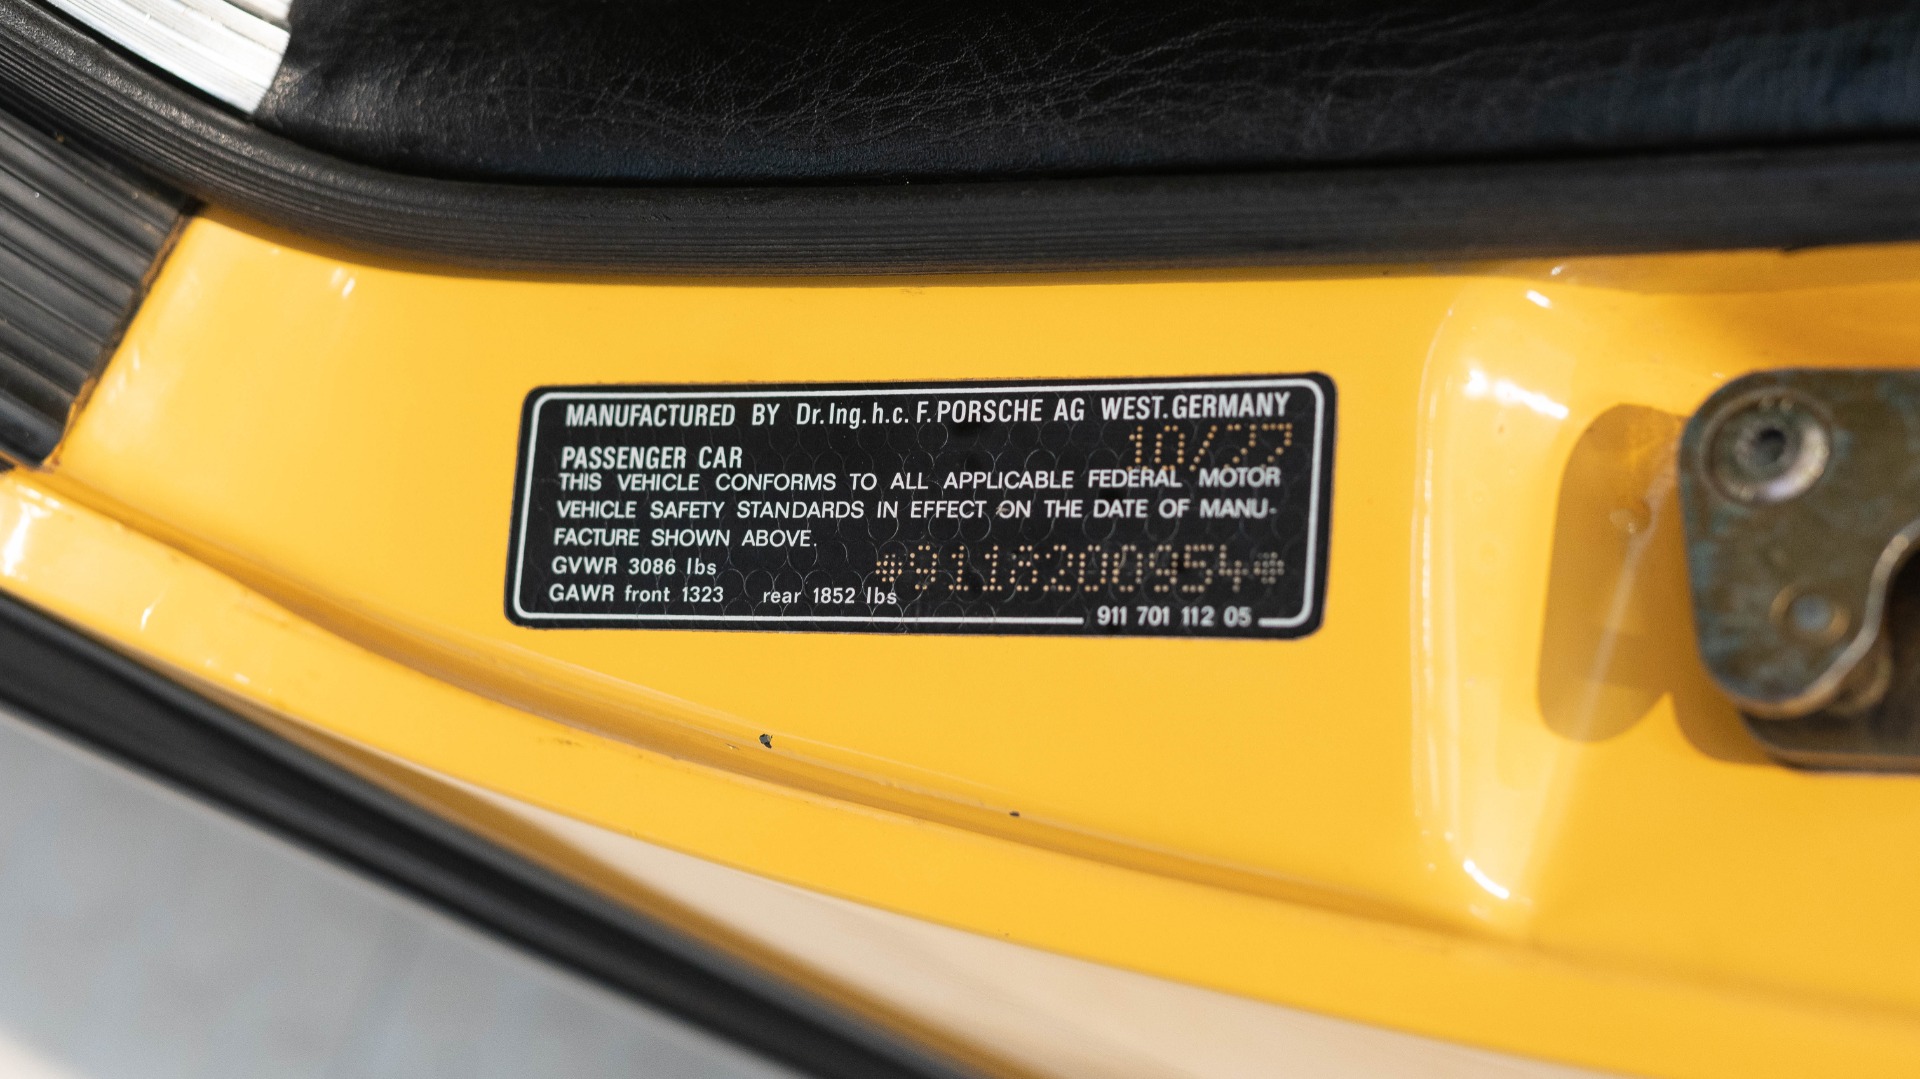 MANUFACTURED BY Dr.Ing.h.c. F.PORSCHE AG WEST.GERMANY
10/77
PASSENGER CAR
THIS VEHICLE CONFORMS TO ALL APPLICABLE FEDERAL MOTOR
VEHICLE SAFETY STANDARDS IN EFFECT ON THE DATE OF MANU-
FACTURE SHOWN ABOVE.
GVWR 3086 lbs
*9118200954*
GAWR front 1323 rear 1852 lbs
911 701 112 05